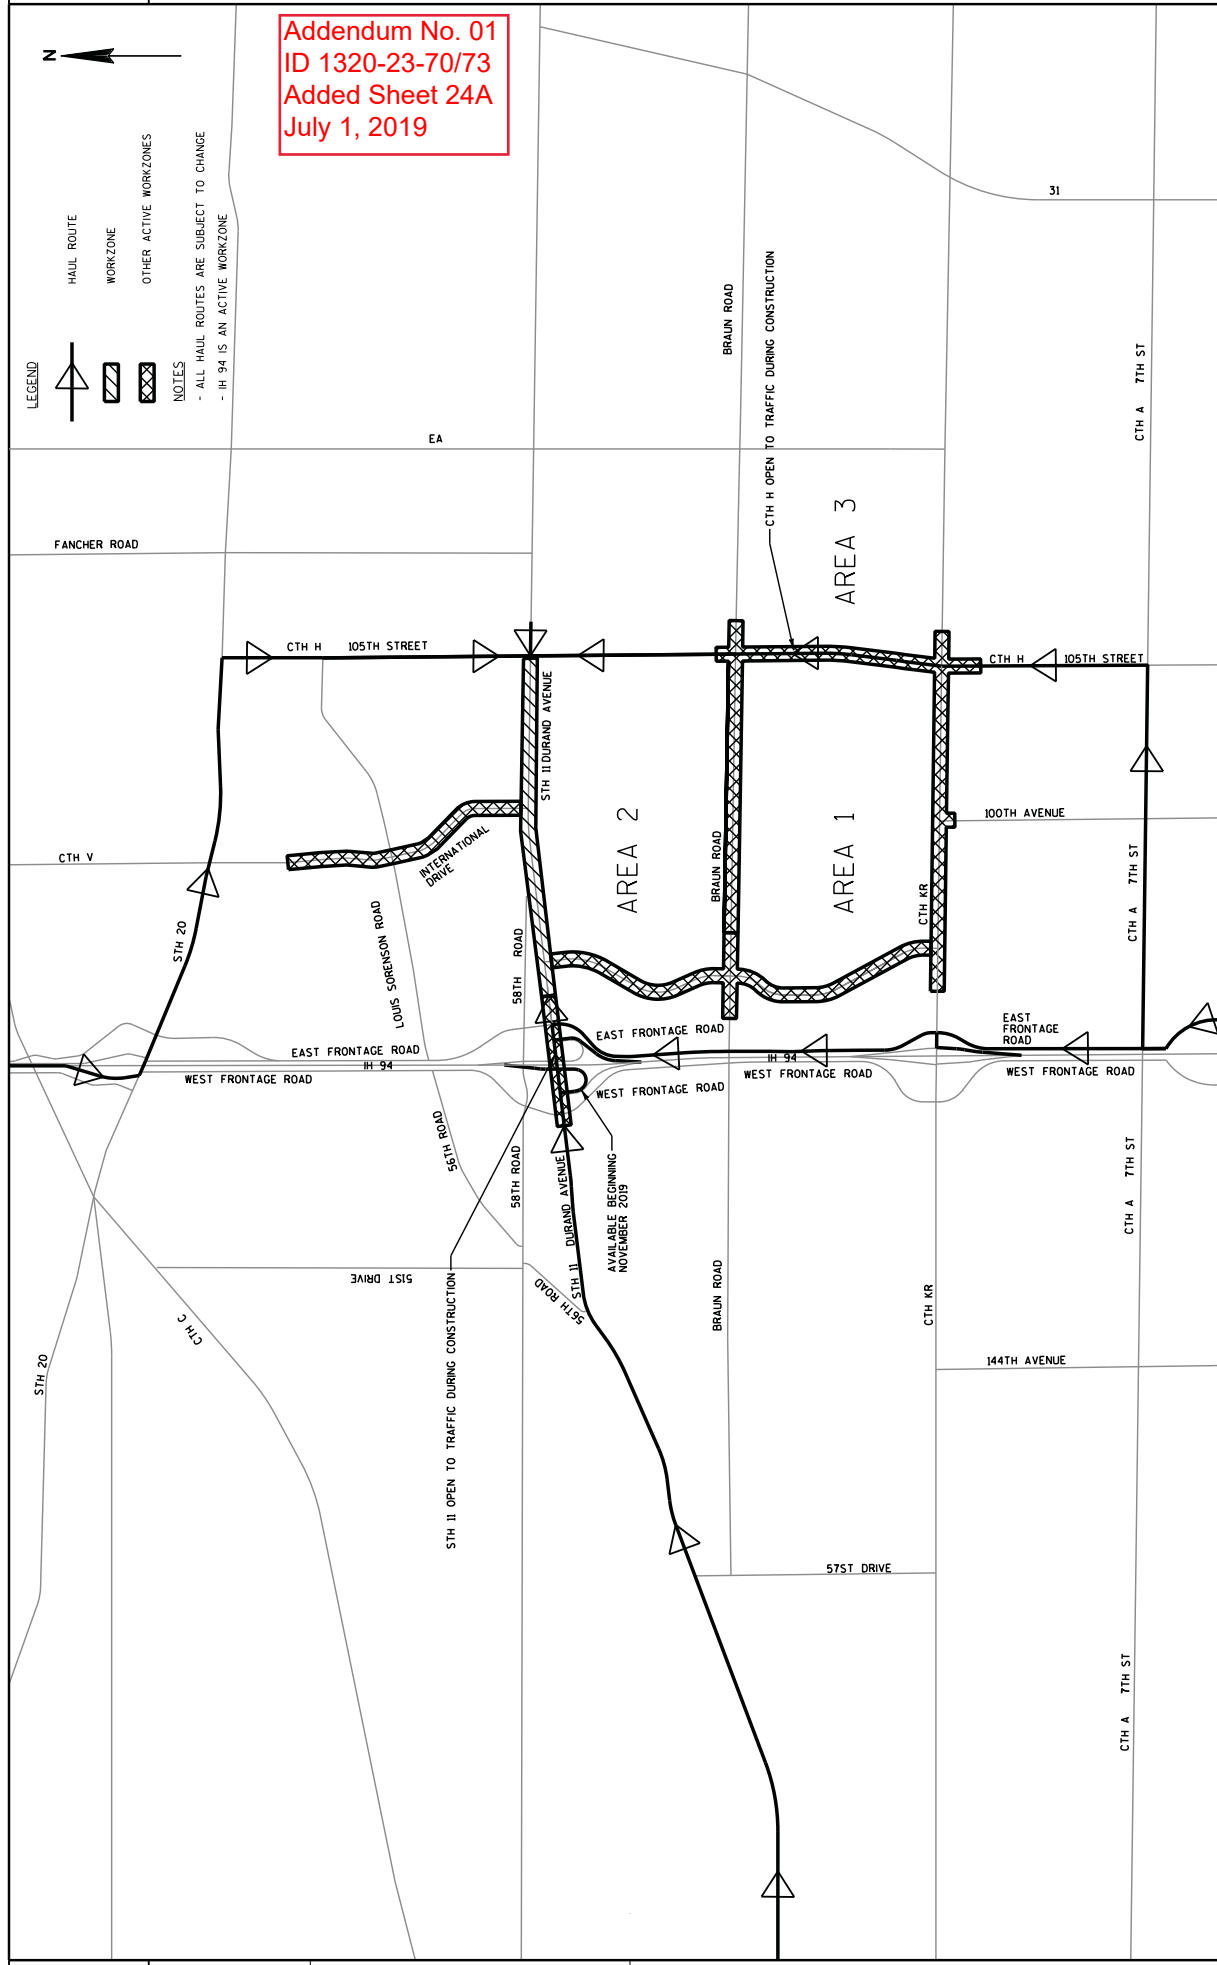 Addendum No. 01
ID 1320-23-70/73
Added Sheet 24A
July 1, 2019
N
LEGEND
HAUL ROUTE
WORKZONE
OTHER ACTIVE WORKZONES
NOTES
- ALL HAUL ROUTES ARE SUBJECT TO CHANGE
- IH 94 IS AN ACTIVE WORKZONE
31
EA
FANCHER ROAD
BRAUN ROAD
CTH H OPEN TO TRAFFIC DURING CONSTRUCTION
CTH A 7TH ST
AREA 3
CTH H 105TH STREET
CTH H 105TH STREET
STH 11 DURAND AVENUE
INTERNATIONAL
DRIVE
CTH V
STH 20
LOUIS SORENSON ROAD
58TH ROAD
AREA 2
BRAUN ROAD
AREA 1
CTH KR
100TH AVENUE
CTH A 7TH ST
EAST FRONTAGE ROAD
IH 94
WEST FRONTAGE ROAD
EAST FRONTAGE ROAD
WEST FRONTAGE ROAD
IH 94
WEST FRONTAGE ROAD
EAST
FRONTAGE
ROAD
WEST FRONTAGE ROAD
56TH ROAD
58TH ROAD
STH 11 DURAND AVENUE
AVAILABLE BEGINNING
NOVEMBER 2019
56TH ROAD
51ST DRIVE
CTH C
STH 20
STH 11 OPEN TO TRAFFIC DURING CONSTRUCTION
BRAUN ROAD
CTH KR
144TH AVENUE
CTH A 7TH ST
57ST DRIVE
CTH A 7TH ST